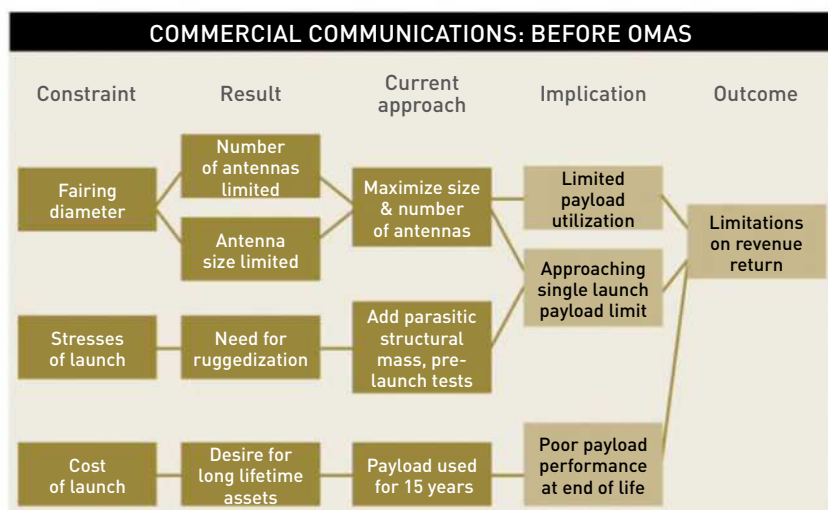 COMMERCIAL COMMUNICATIONS: BEFORE OMAS
Constraint
Result
Current
approach
Implication
Outcome
Fairing
diameter
Number
of antennas
limited
Antenna
size limited
Maximize size
& number
of antennas
Limited
payload
utilization
Approaching
single launch
payload limit
Limitations
on revenue
return
Stresses
of launch
Need for
ruggedization
Add parasitic
structural
mass, pre-
launch tests
Cost
of launch
Desire for
long lifetime
assets
Payload used
for 15 years
Poor payload
performance
at end of life